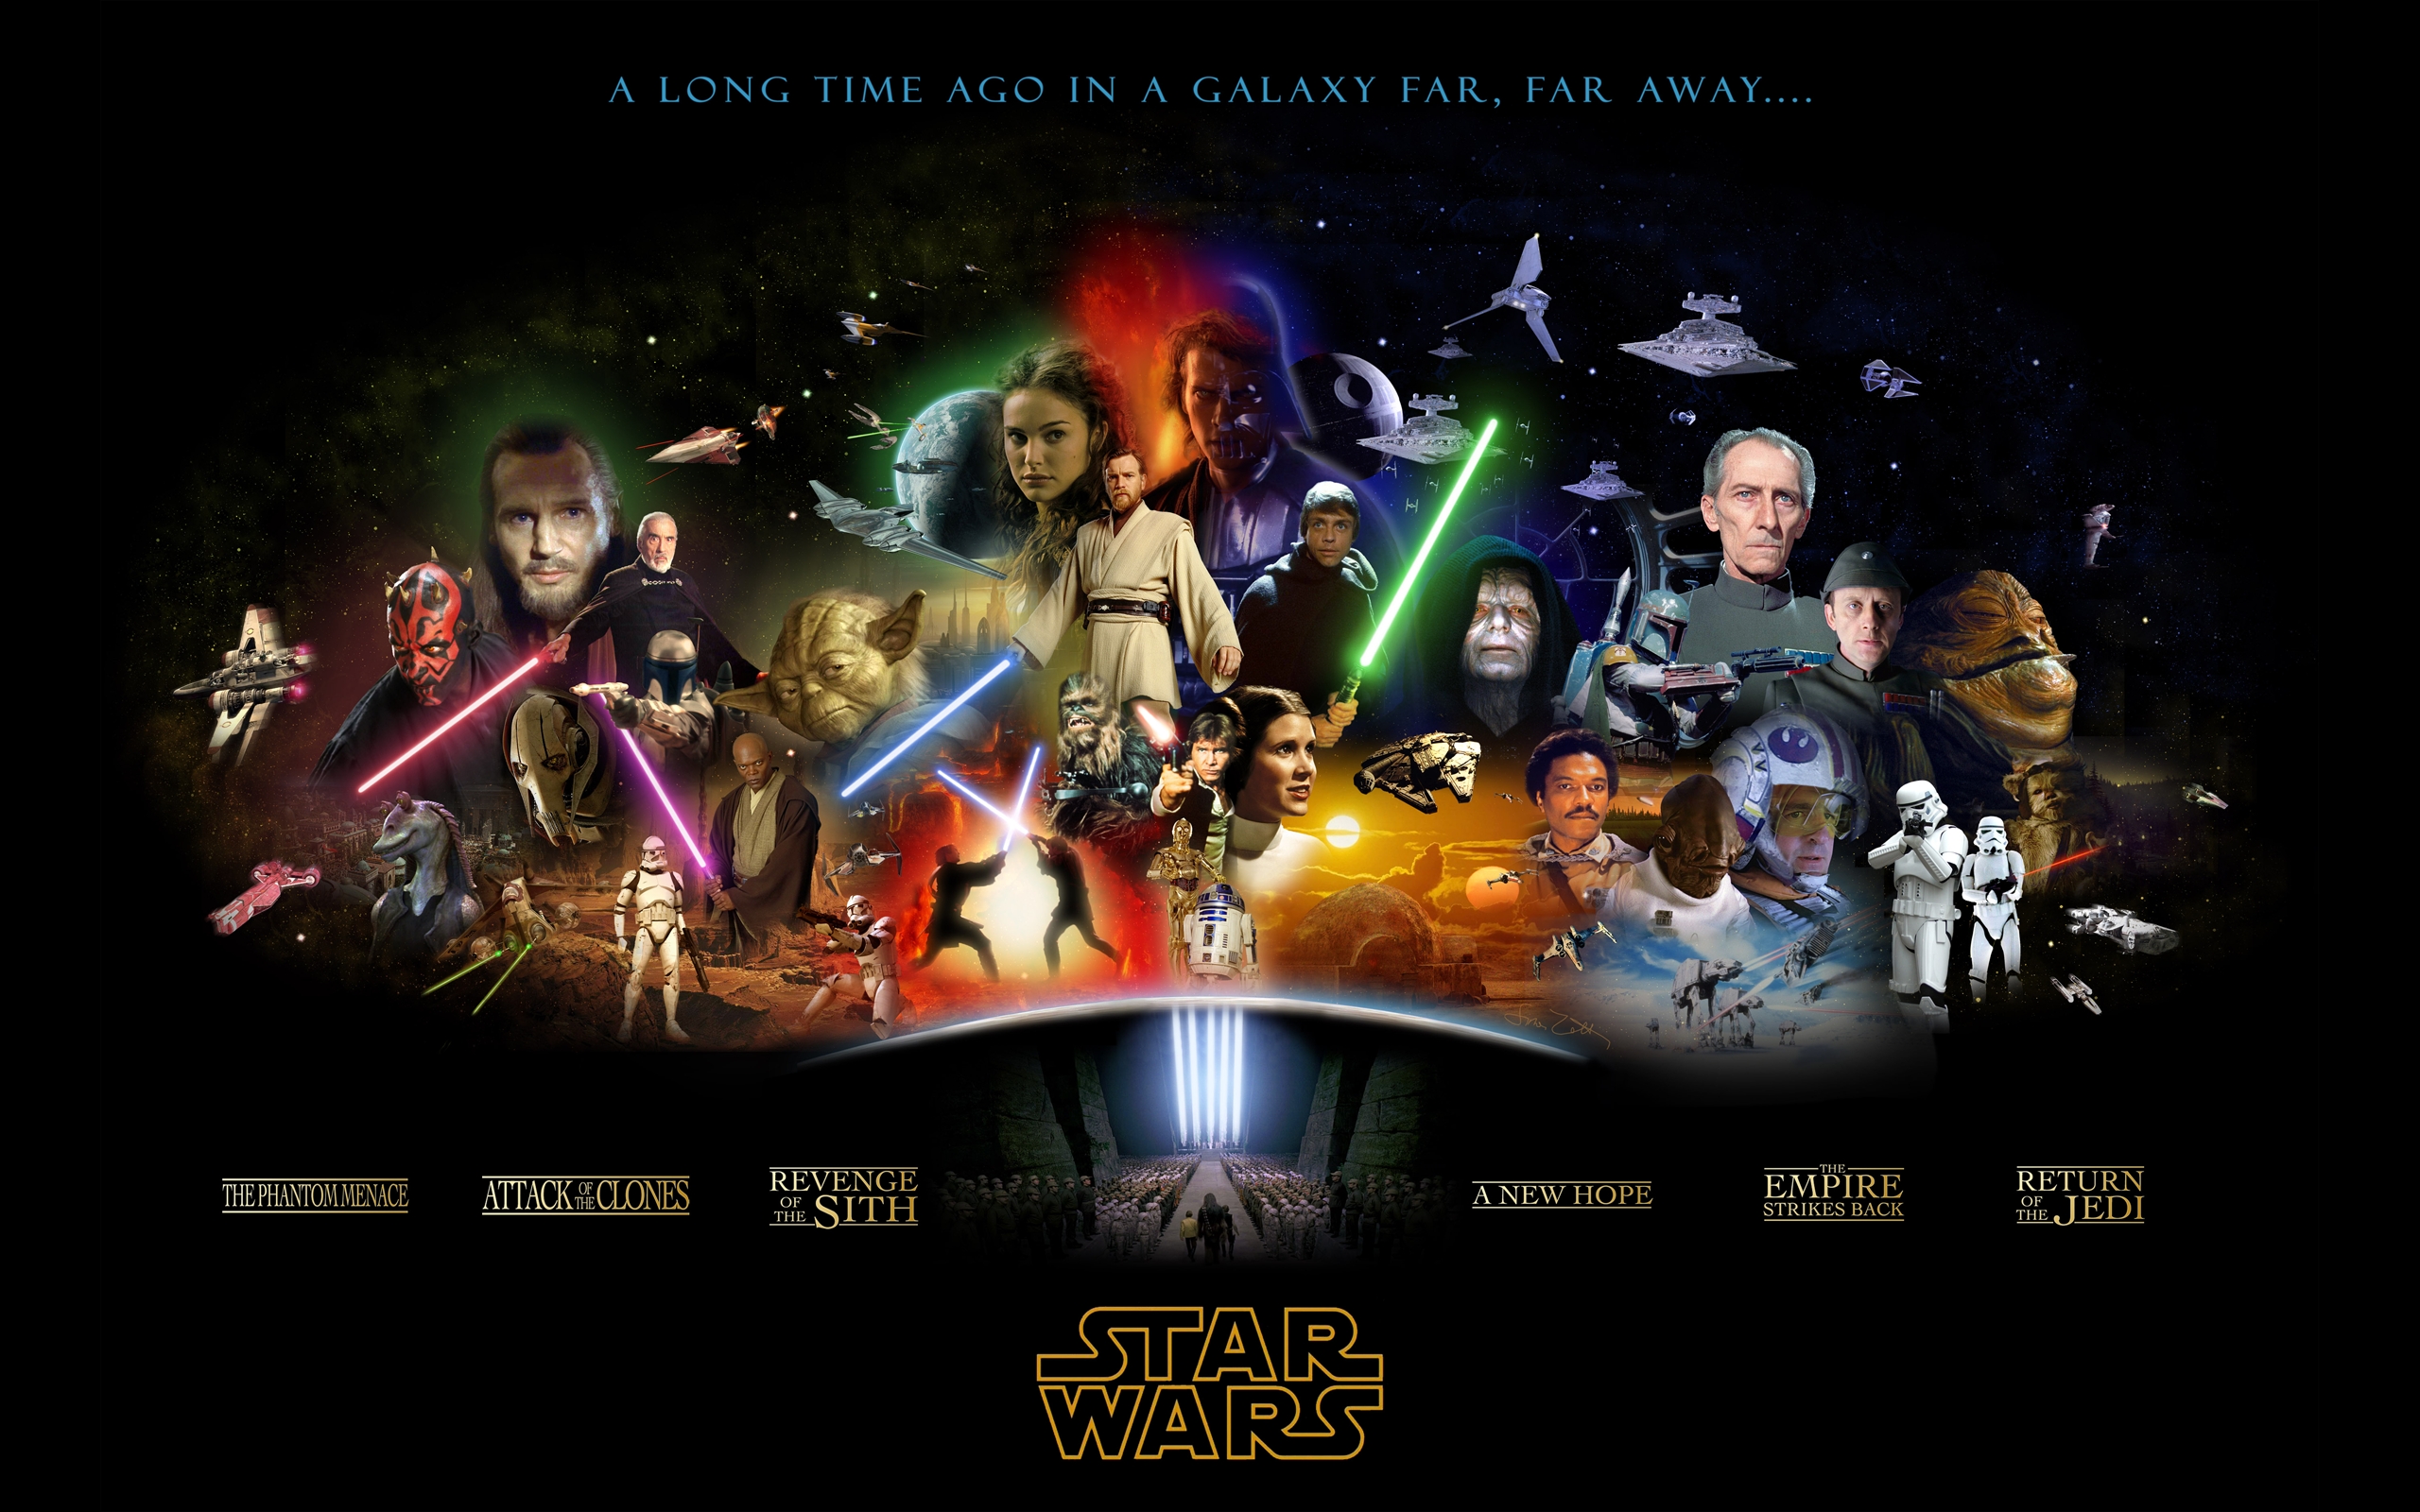 A LONG TIME AGO IN A GALAXY FAR, FAR AWAY....
THE PHANTOM MENACE
ATTACK OF THE CLONES
REVENGE
OF
THE SITH
A NEW HOPE
THE
EMPIRE
STRIKES BACK
RETURN
OF
THE JEDI
STAR
WARS